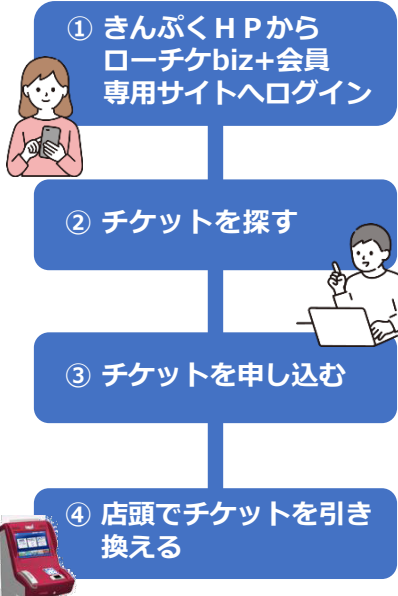 ① きんぷくＨＰから
ローチケbiz+会員
専用サイトへログイン
② チケットを探す
③ チケットを申し込む
④ 店頭でチケットを引き
換える